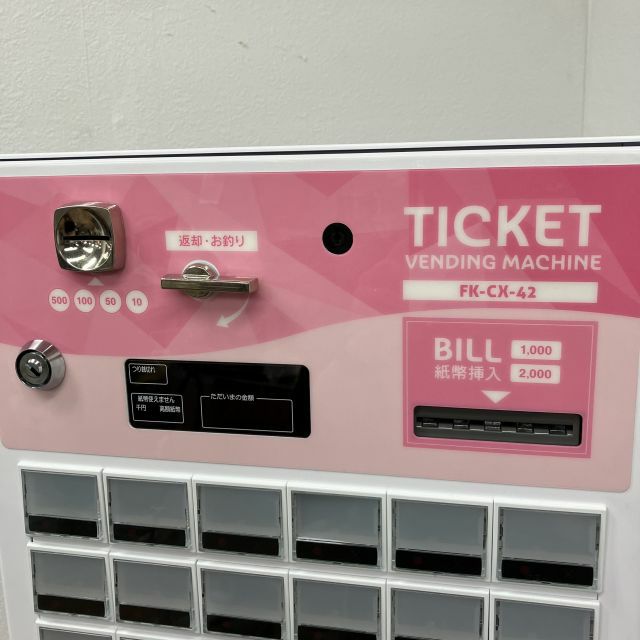 TICKET
VENDING MACHINE
FK-CX-42
返却・お釣り
500 100 50 10
BILL 1,000
紙幣挿入 2,000
つり銭切れ
紙幣使えません
千円 高額紙幣
ただいまの金額